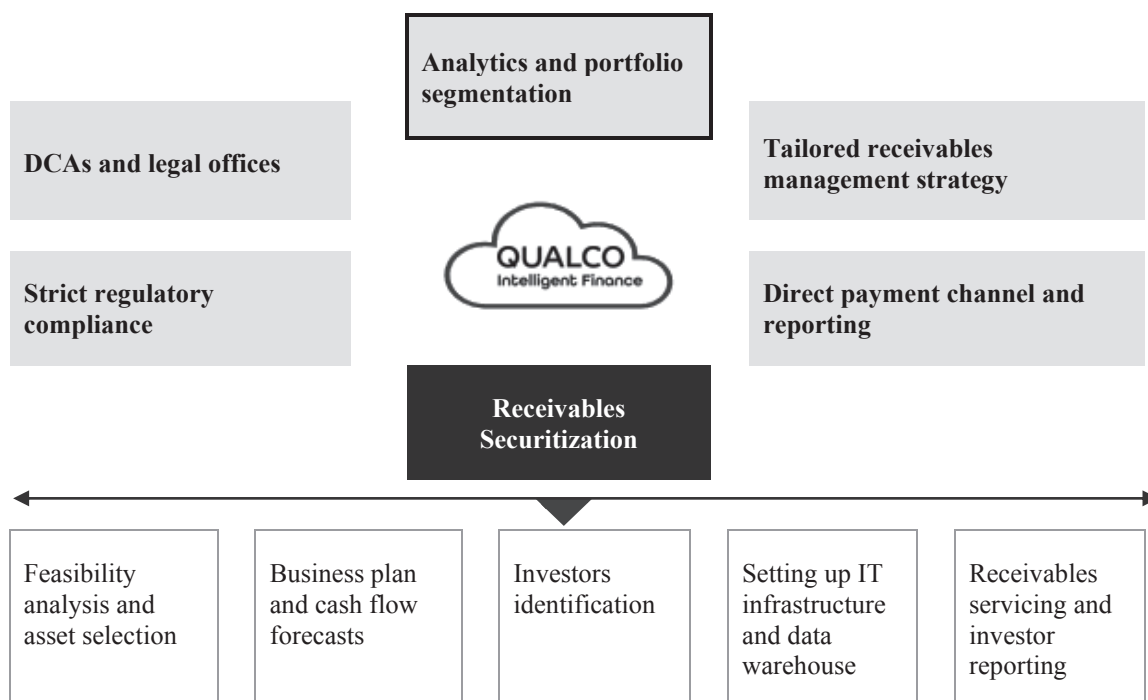 Analytics and portfolio
segmentation
DCAs and legal offices
Tailored receivables
management strategy
QUALCO
Intelligent Finance
Strict regulatory
compliance
Direct payment channel and
reporting
Receivables
Securitization
Feasibility
analysis and
asset selection
Business plan
and cash flow
forecasts
Investors
identification
Setting up IT
infrastructure
and data
warehouse
Receivables
servicing and
investor
reporting